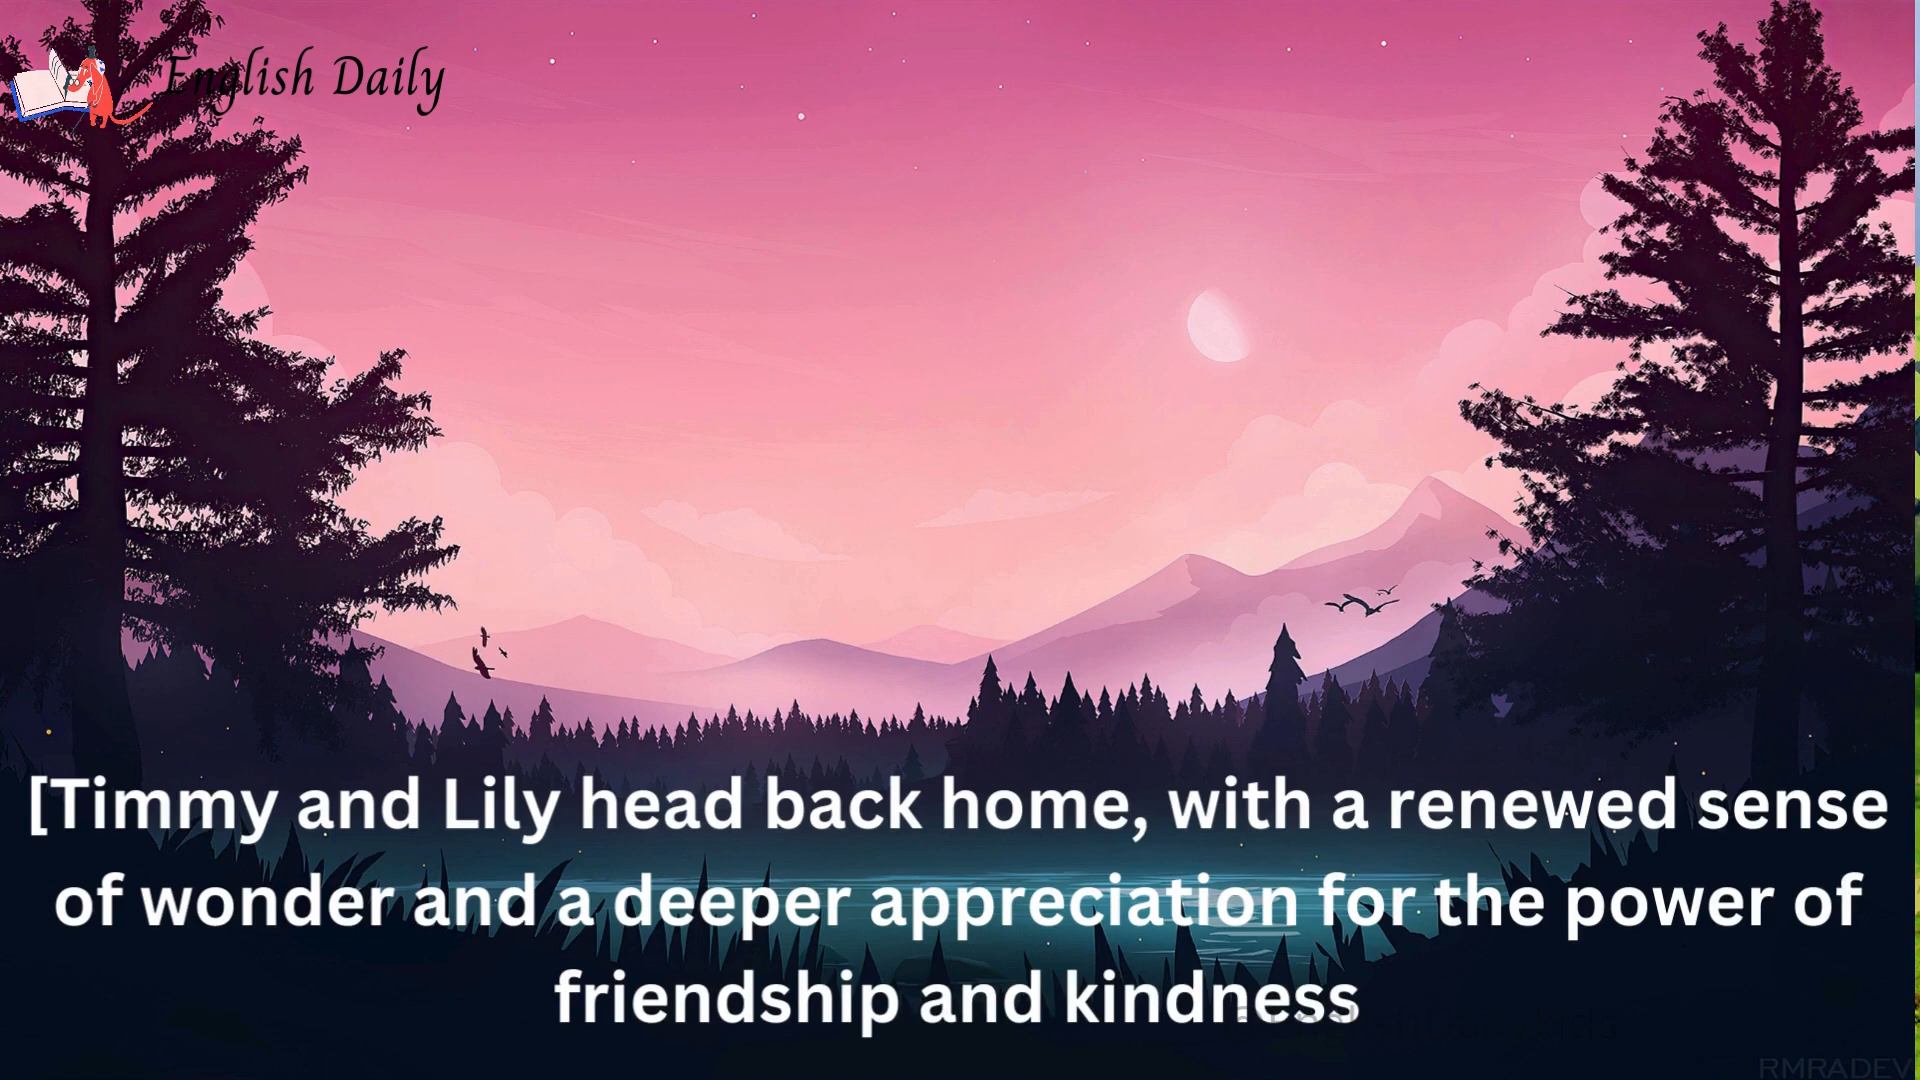 English Daily
[Timmy and Lily head back home, with a renewed sense
of wonder and a deeper appreciation for the power of
friendship and kindness
RMRADEV